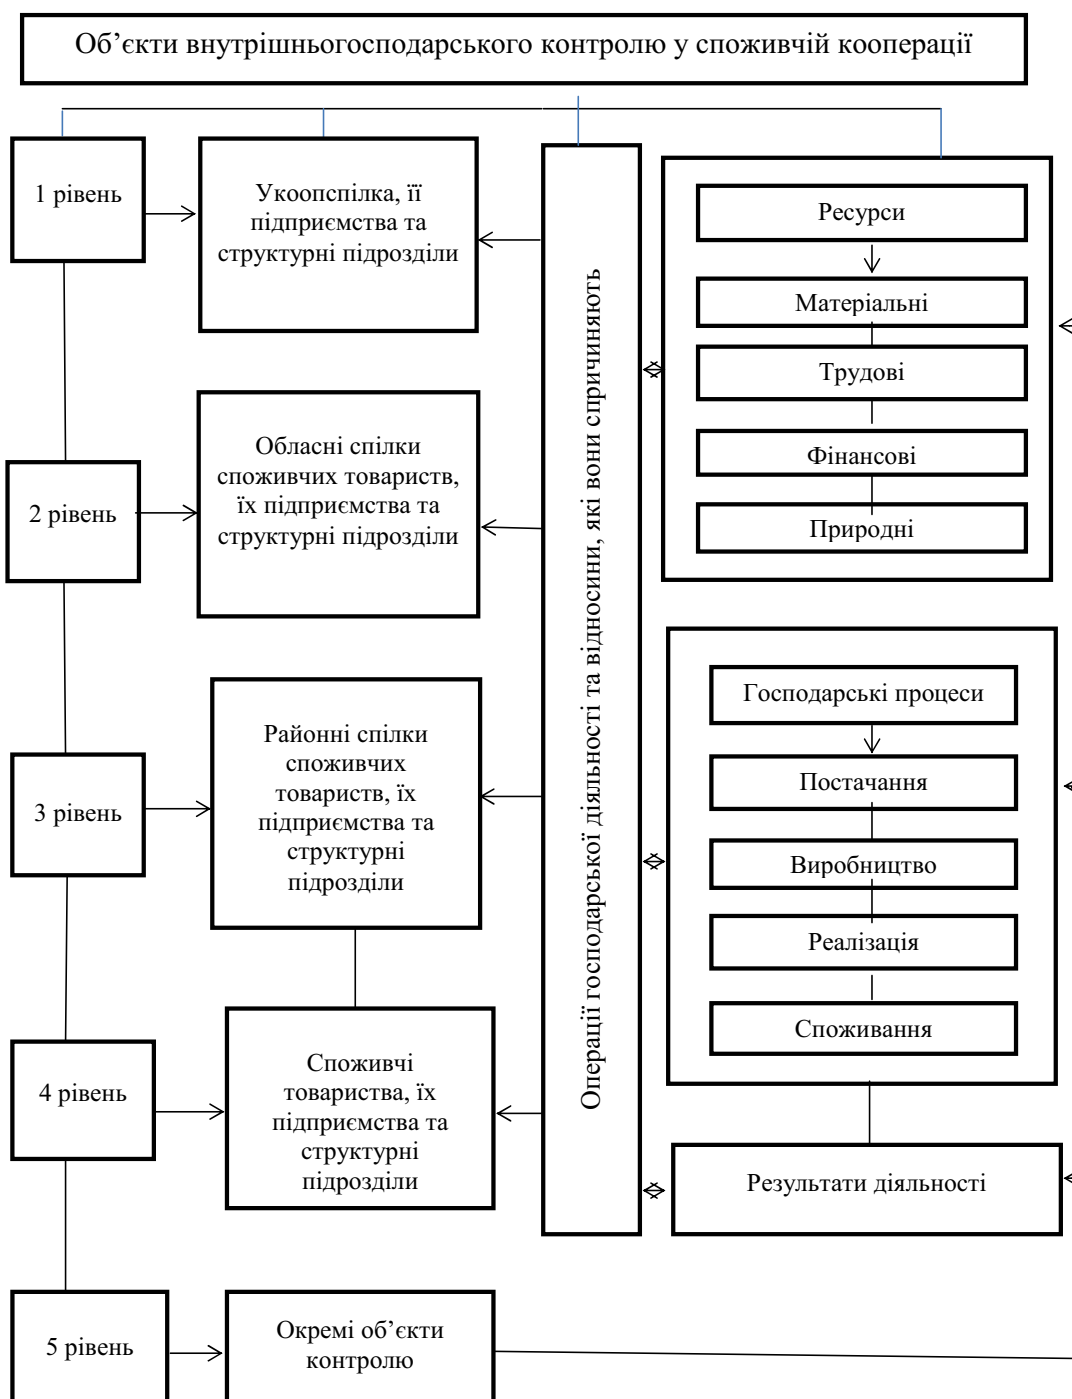 Об’єкти внутрішньогосподарського контролю у споживчій кооперації
1 рівень
Укоопспілка, її
підприємства та
структурні підрозділи
2 рівень
Обласні спілки
споживчих товариств,
їх підприємства та
структурні підрозділи
3 рівень
Районні спілки
споживчих
товариств, їх
підприємства та
структурні
підрозділи
4 рівень
Споживчі
товариства, їх
підприємства та
структурні
підрозділи
5 рівень
Окремі об’єкти
контролю
Операції господарської діяльності та відносини, які вони спричиняють
Ресурси
Матеріальні
Трудові
Фінансові
Природні
Господарські процеси
Постачання
Виробництво
Реалізація
Споживання
Результати діяльності